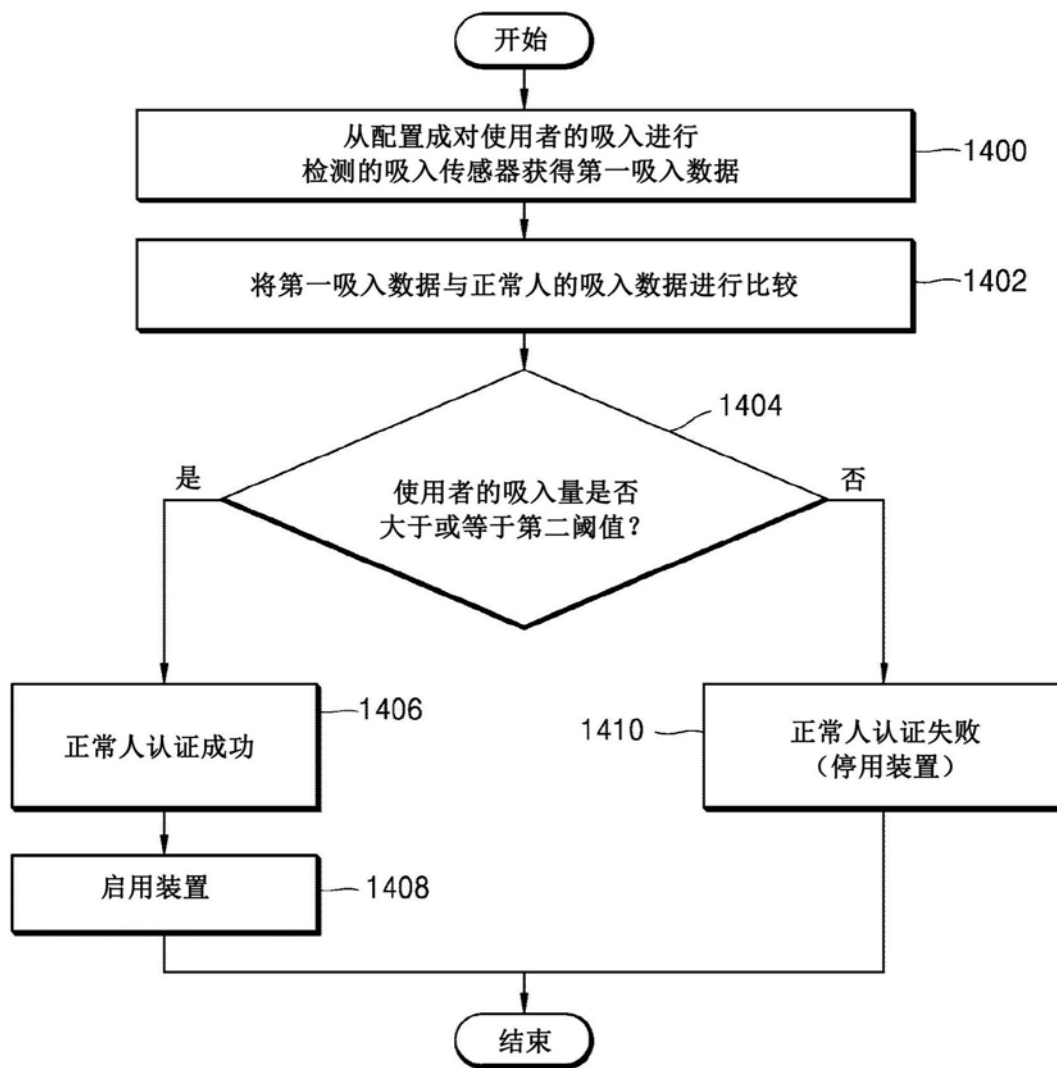 开始
从配置成对使用者的吸入进行
检测的吸入传感器获得第一吸入数据
1400
将第一吸入数据与正常人的吸入数据进行比较
1402
1404
是
使用者的吸入量是否
大于或等于第二阈值？
否
正常人认证成功
1406
1410
正常人认证失败
（停用装置）
启用装置
1408
结束